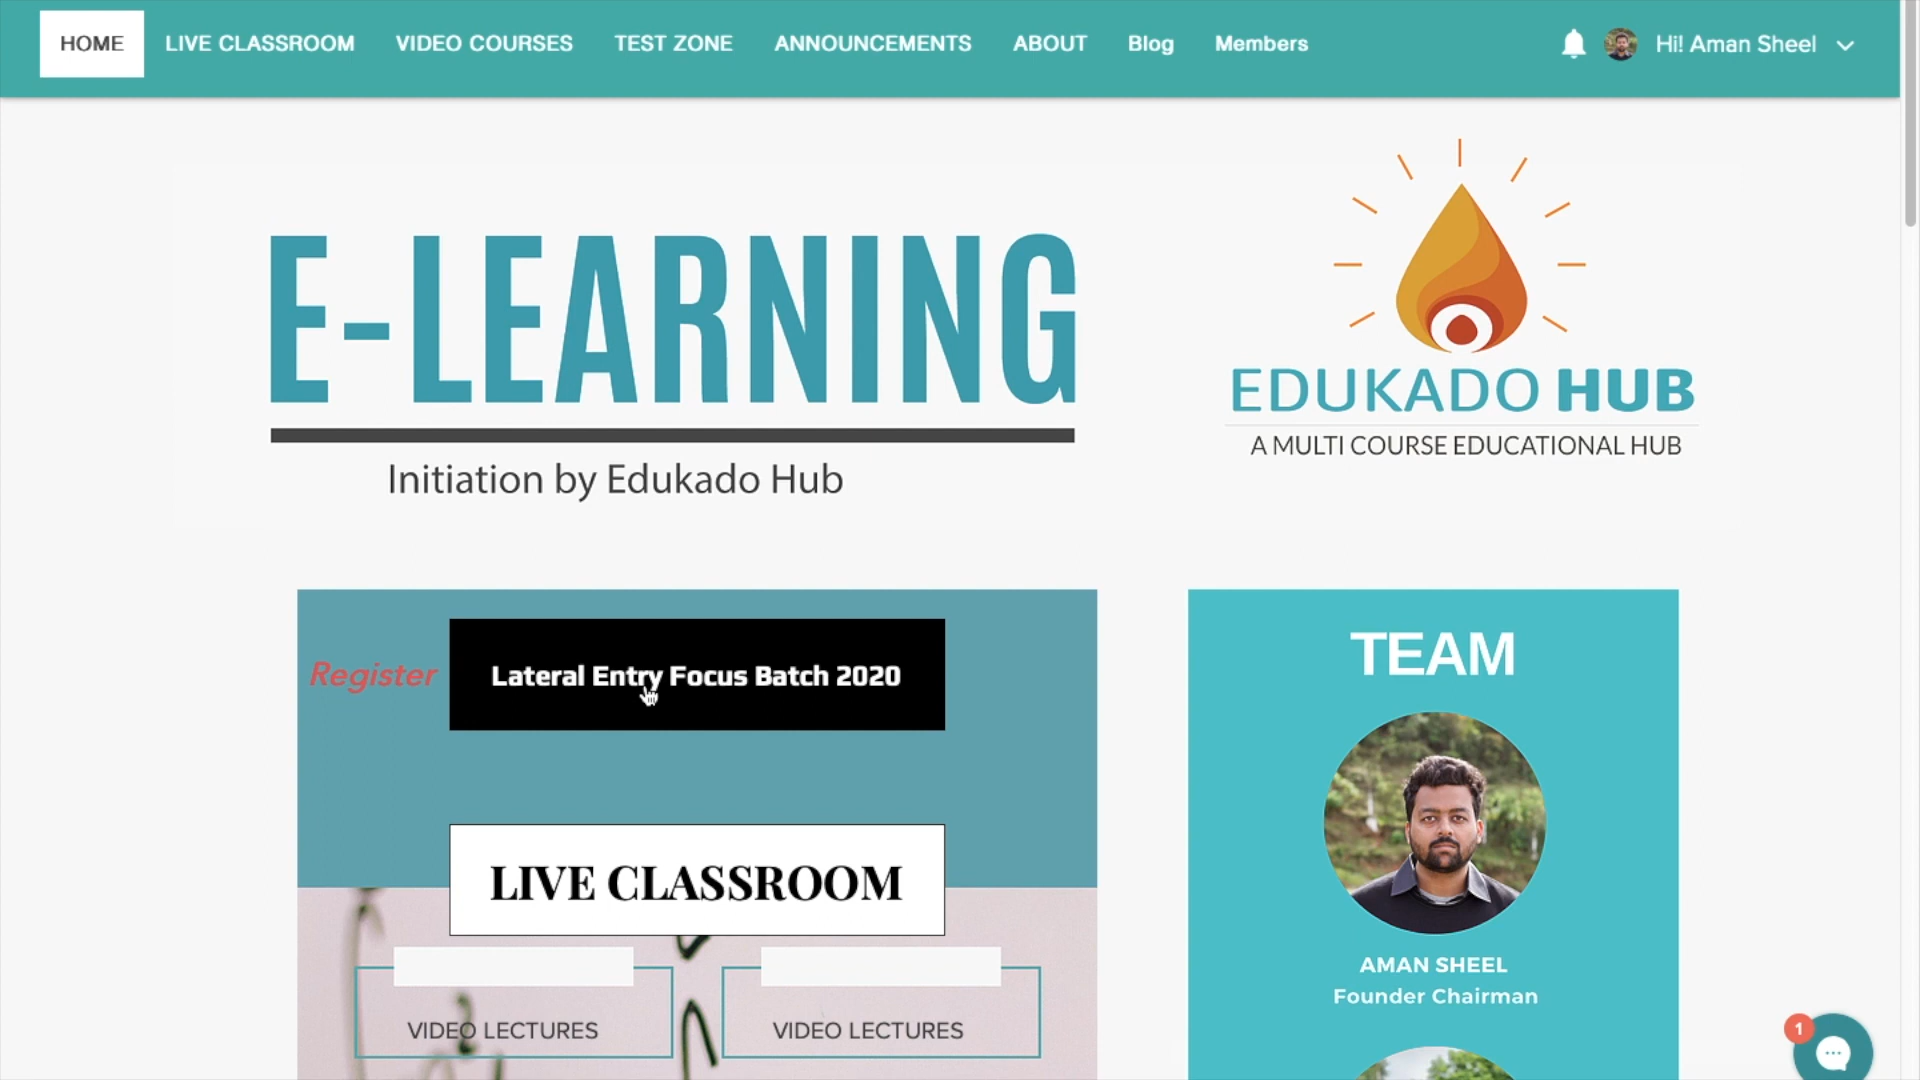 HOME LIVE CLASSROOM VIDEO COURSES TEST ZONE ANNOUNCEMENTS ABOUT Blog Members Hi! Aman Sheel
E-LEARNING
Initiation by Edukado Hub
EDUKADO HUB
A MULTI COURSE EDUCATIONAL HUB
Register
Lateral Entry Focus Batch 2020
LIVE CLASSROOM
VIDEO LECTURES
VIDEO LECTURES
TEAM
AMAN SHEEL
Founder Chairman
1